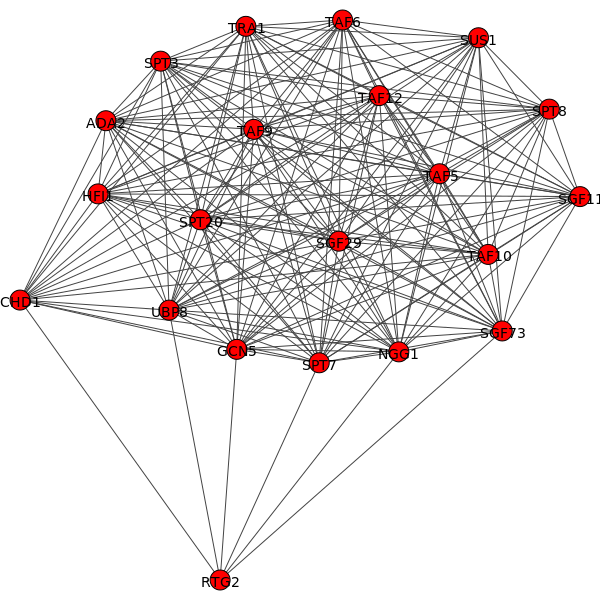 TRA1
TAF6
SUS1
SPT3
TAF12
SPT8
ADA2
TAF9
TAF5
HFI1
SGF11
SPT20
SGF29
TAF10
CHD1
UBP8
SGF73
GCN5
SPT7
NGG1
RTG2